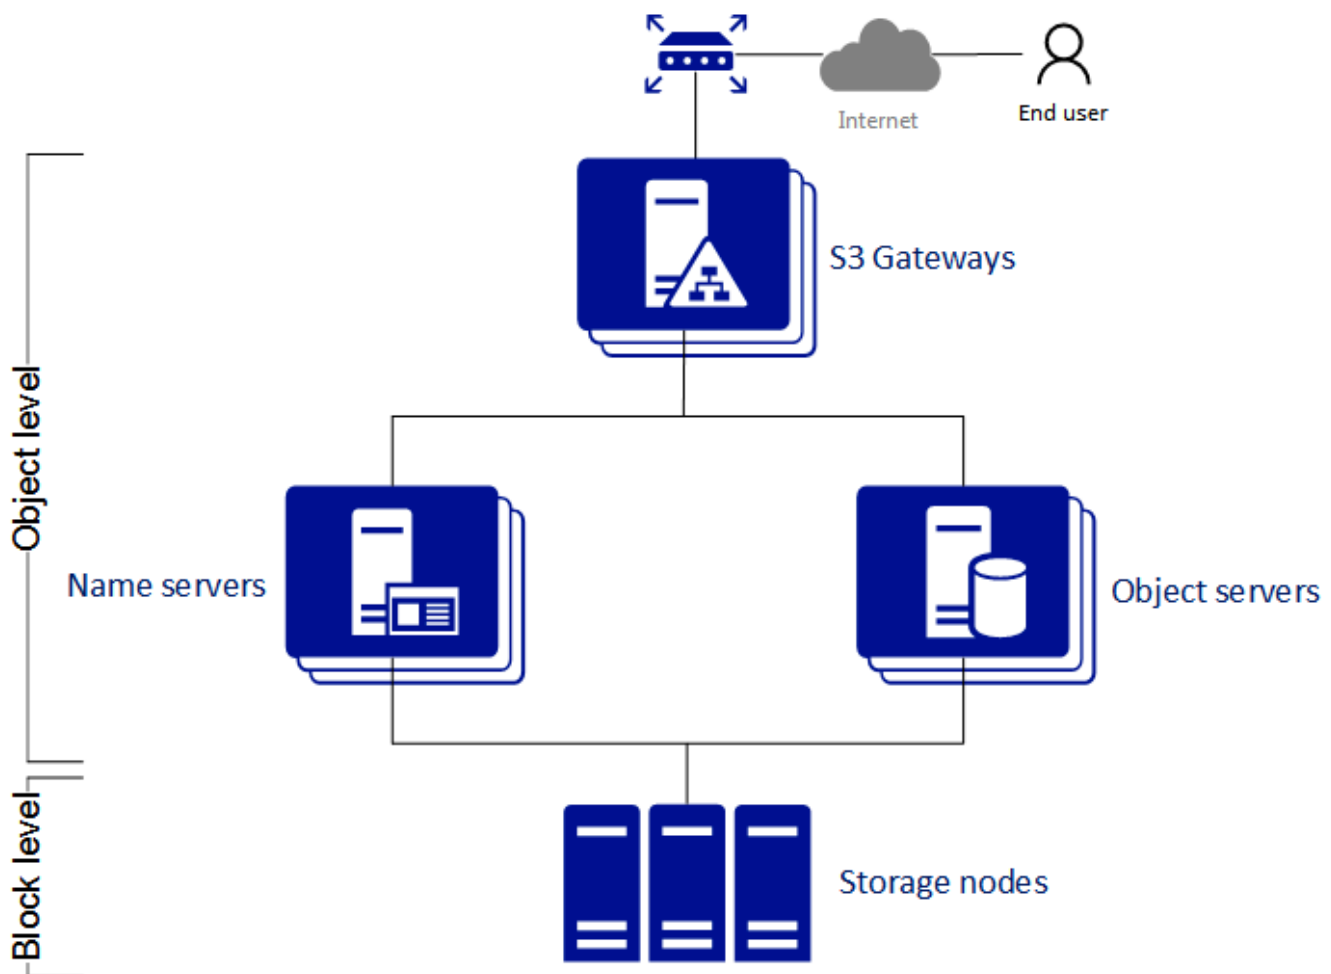 Internet
End user
S3 Gateways
Object level
Name servers
Object servers
Block level
Storage nodes